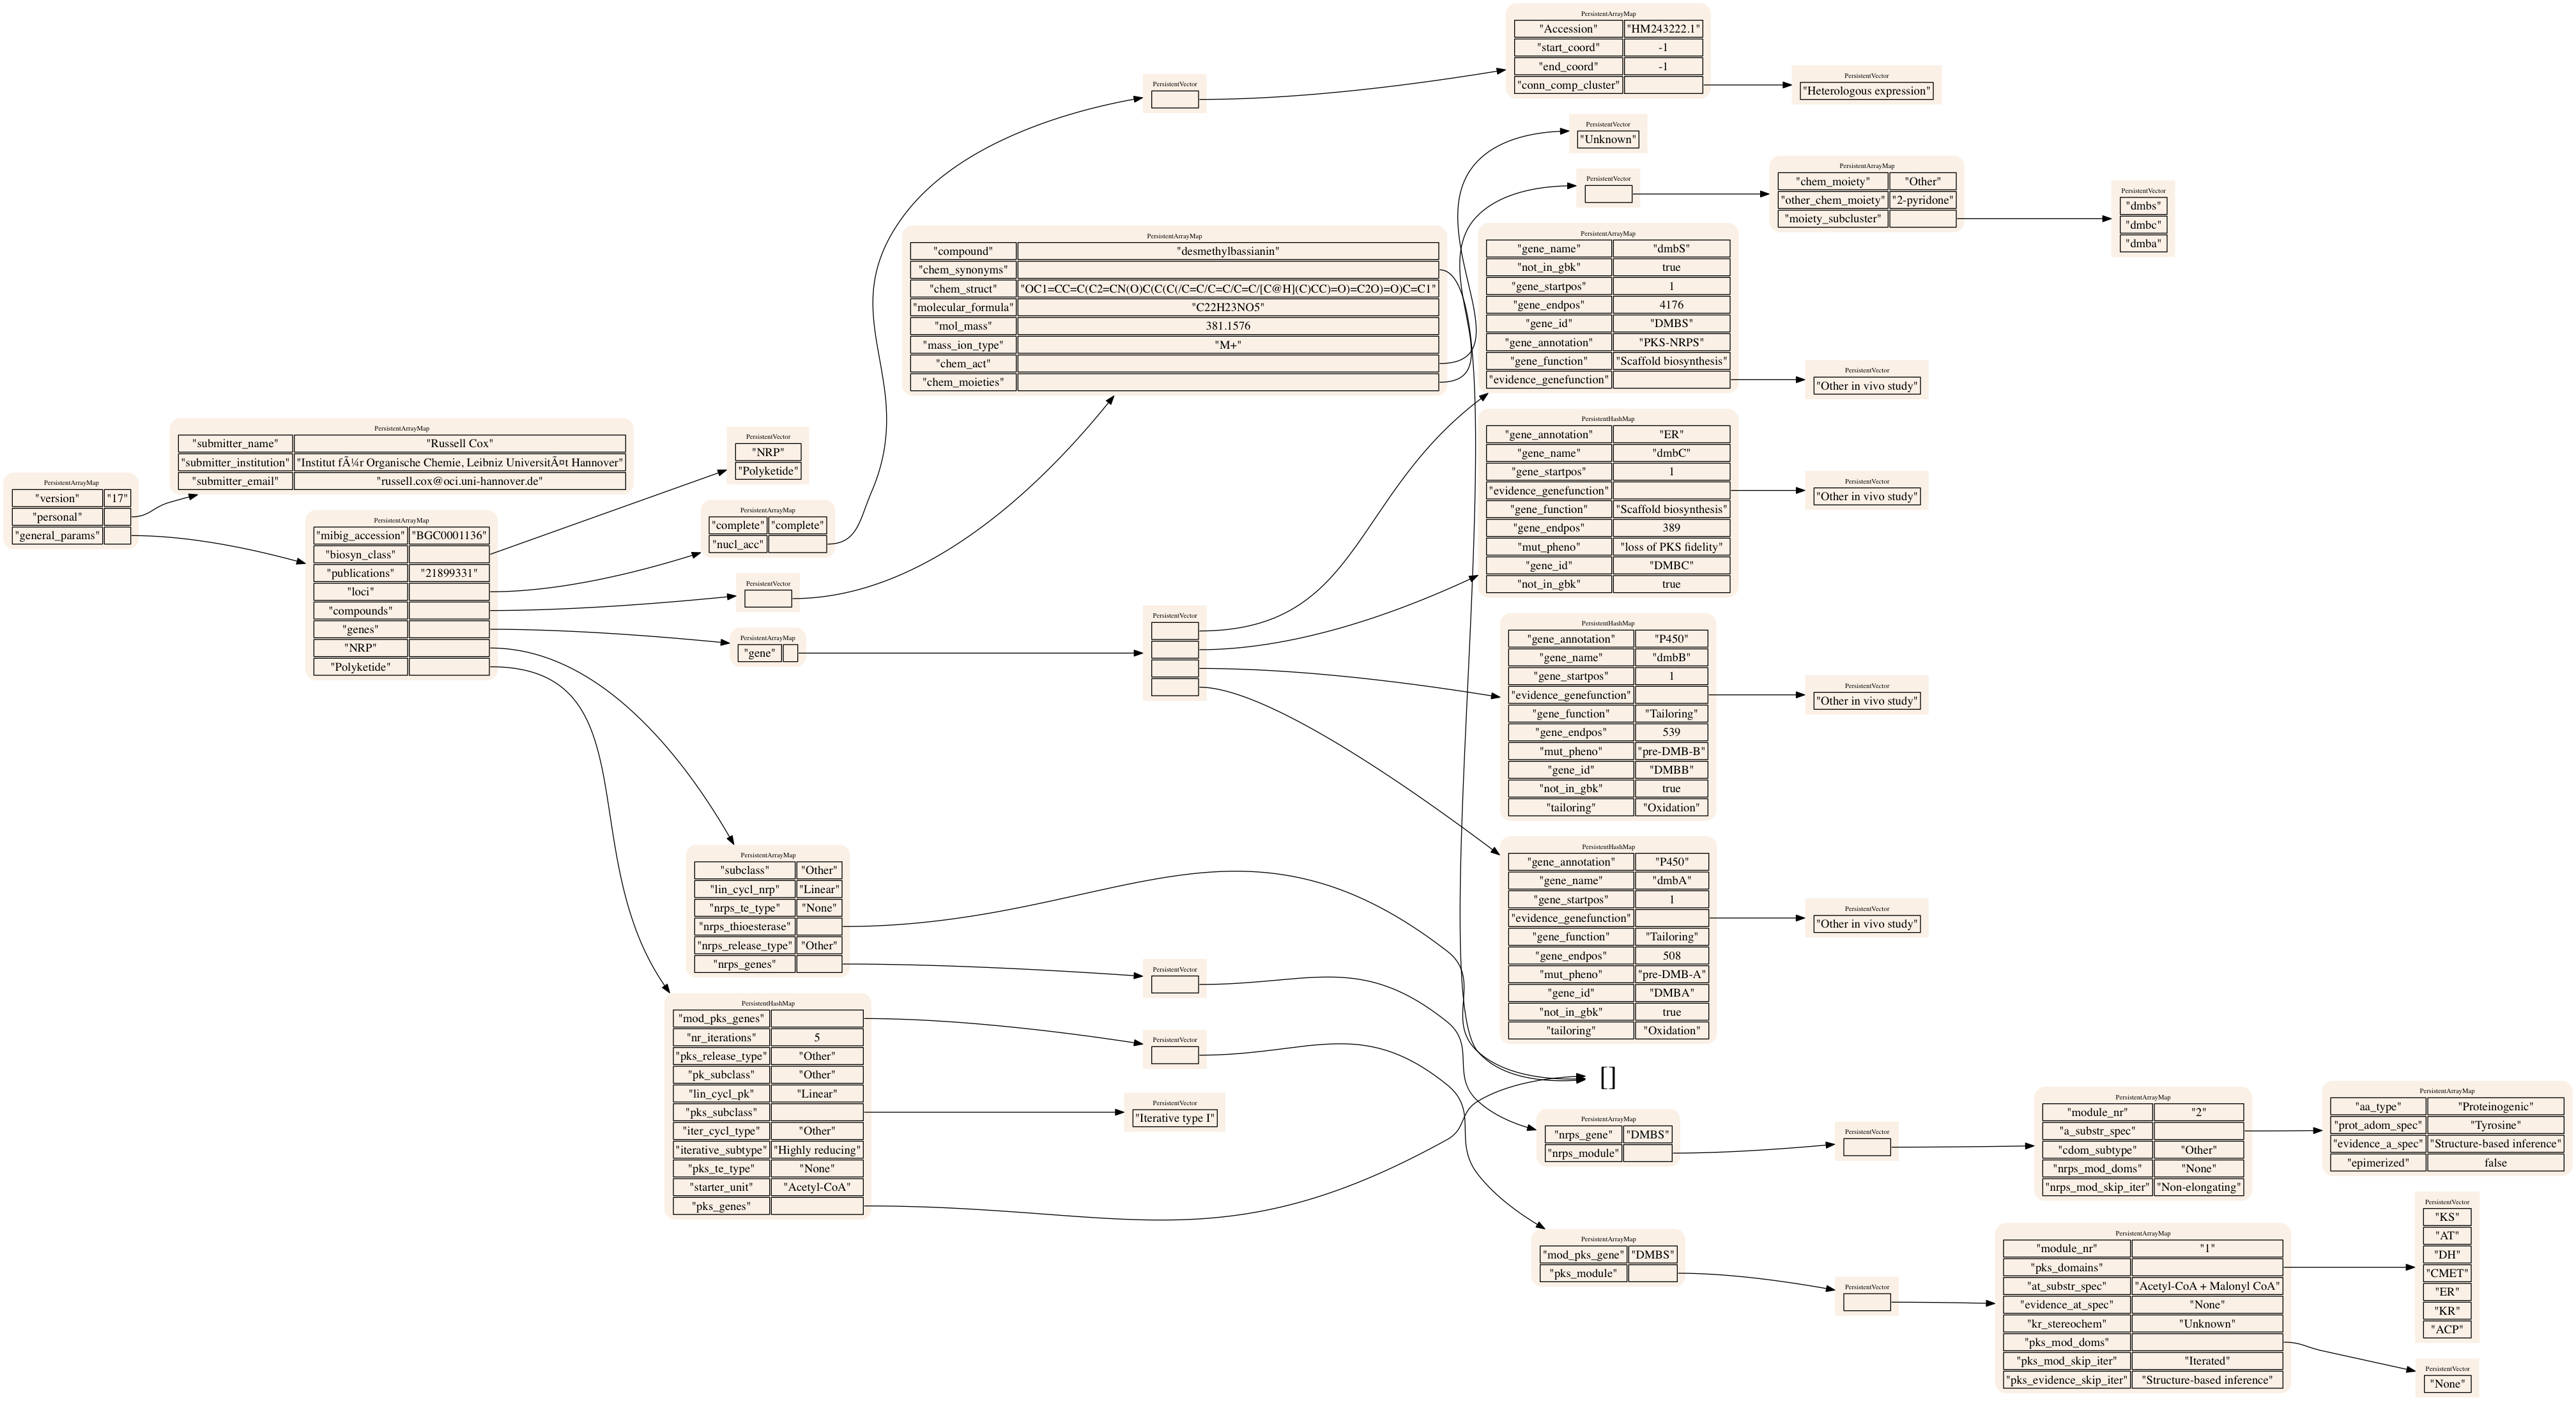 PersistentArrayMap
"version" "17"
"personal"
"general_params"
PersistentArrayMap
"submitter_name" "Russell Cox"
"submitter_institution" "Institut fÃ¼r Organische Chemie, Leibniz UniversitÃ¤t Hannover"
"submitter_email" "russell.cox@oci.uni-hannover.de"
PersistentArrayMap
"mibig_accession" "BGC0001136"
"biosyn_class"
"publications" "21899331"
"loci"
"compounds"
"genes"
"NRP"
"Polyketide"
PersistentVector
"NRP"
"Polyketide"
PersistentArrayMap
"complete" "complete"
"nucl_acc"
PersistentVector
PersistentArrayMap
"gene"
PersistentArrayMap
"subclass" "Other"
"lin_cycl_nrp" "Linear"
"nrps_te_type" "None"
"nrps_thioesterase"
"nrps_release_type" "Other"
"nrps_genes"
PersistentHashMap
"mod_pks_genes"
"nr_iterations" 5
"pks_release_type" "Other"
"pk_subclass" "Other"
"lin_cycl_pk" "Linear"
"pks_subclass"
"iter_cycl_type" "Other"
"iterative_subtype" "Highly reducing"
"pks_te_type" "None"
"starter_unit" "Acetyl-CoA"
"pks_genes"
PersistentVector
PersistentArrayMap
"compound" "desmethylbassianin"
"chem_synonyms"
"chem_struct" "OC1=CC=C(C2=CN(O)C(C(C(/C=C/C=C/C=C/[C@H](C)CC)=O)=C2O)=O)C=C1"
"molecular_formula" "C22H23NO5"
"mol_mass" 381.1576
"mass_ion_type" "M+"
"chem_act"
"chem_moieties"
PersistentVector
PersistentVector
PersistentVector
PersistentVector
"Iterative type I"
PersistentArrayMap
"Accession" "HM243222.1"
"start_coord" -1
"end_coord" -1
"conn_comp_cluster"
PersistentVector
"Heterologous expression"
PersistentVector
"Unknown"
PersistentVector
PersistentArrayMap
"chem_moiety" "Other"
"other_chem_moiety" "2-pyridone"
"moiety_subcluster"
PersistentVector
"dmbs"
"dmbc"
"dmba"
PersistentArrayMap
"gene_name" "dmbS"
"not_in_gbk" true
"gene_startpos" 1
"gene_endpos" 4176
"gene_id" "DMBS"
"gene_annotation" "PKS-NRPS"
"gene_function" "Scaffold biosynthesis"
"evidence_genefunction"
PersistentVector
"Other in vivo study"
PersistentHashMap
"gene_annotation" "ER"
"gene_name" "dmbC"
"gene_startpos" 1
"evidence_genefunction"
"gene_function" "Scaffold biosynthesis"
"gene_endpos" 389
"mut_pheno" "loss of PKS fidelity"
"gene_id" "DMBC"
"not_in_gbk" true
PersistentVector
"Other in vivo study"
PersistentHashMap
"gene_annotation" "P450"
"gene_name" "dmbB"
"gene_startpos" 1
"evidence_genefunction"
"gene_function" "Tailoring"
"gene_endpos" 539
"mut_pheno" "pre-DMB-B"
"gene_id" "DMBB"
"not_in_gbk" true
"tailoring" "Oxidation"
PersistentVector
"Other in vivo study"
PersistentHashMap
"gene_annotation" "P450"
"gene_name" "dmbA"
"gene_startpos" 1
"evidence_genefunction"
"gene_function" "Tailoring"
"gene_endpos" 508
"mut_pheno" "pre-DMB-A"
"gene_id" "DMBA"
"not_in_gbk" true
"tailoring" "Oxidation"
PersistentVector
"Other in vivo study"
[]
PersistentArrayMap
"nrps_gene" "DMBS"
"nrps_module"
PersistentVector
PersistentArrayMap
"module_nr" "2"
"a_substr_spec"
"cdom_subtype" "Other"
"nrps_mod_doms" "None"
"nrps_mod_skip_iter" "Non-elongating"
PersistentArrayMap
"aa_type" "Proteinogenic"
"prot_adom_spec" "Tyrosine"
"evidence_a_spec" "Structure-based inference"
"epimerized" false
PersistentArrayMap
"mod_pks_gene" "DMBS"
"pks_module"
PersistentVector
PersistentArrayMap
"module_nr" "1"
"pks_domains"
"at_substr_spec" "Acetyl-CoA + Malonyl CoA"
"evidence_at_spec" "None"
"kr_stereochem" "Unknown"
"pks_mod_doms"
"pks_mod_skip_iter" "Iterated"
"pks_evidence_skip_iter" "Structure-based inference"
PersistentVector
"KS"
"AT"
"DH"
"CMET"
"ER"
"KR"
"ACP"
PersistentVector
"None"